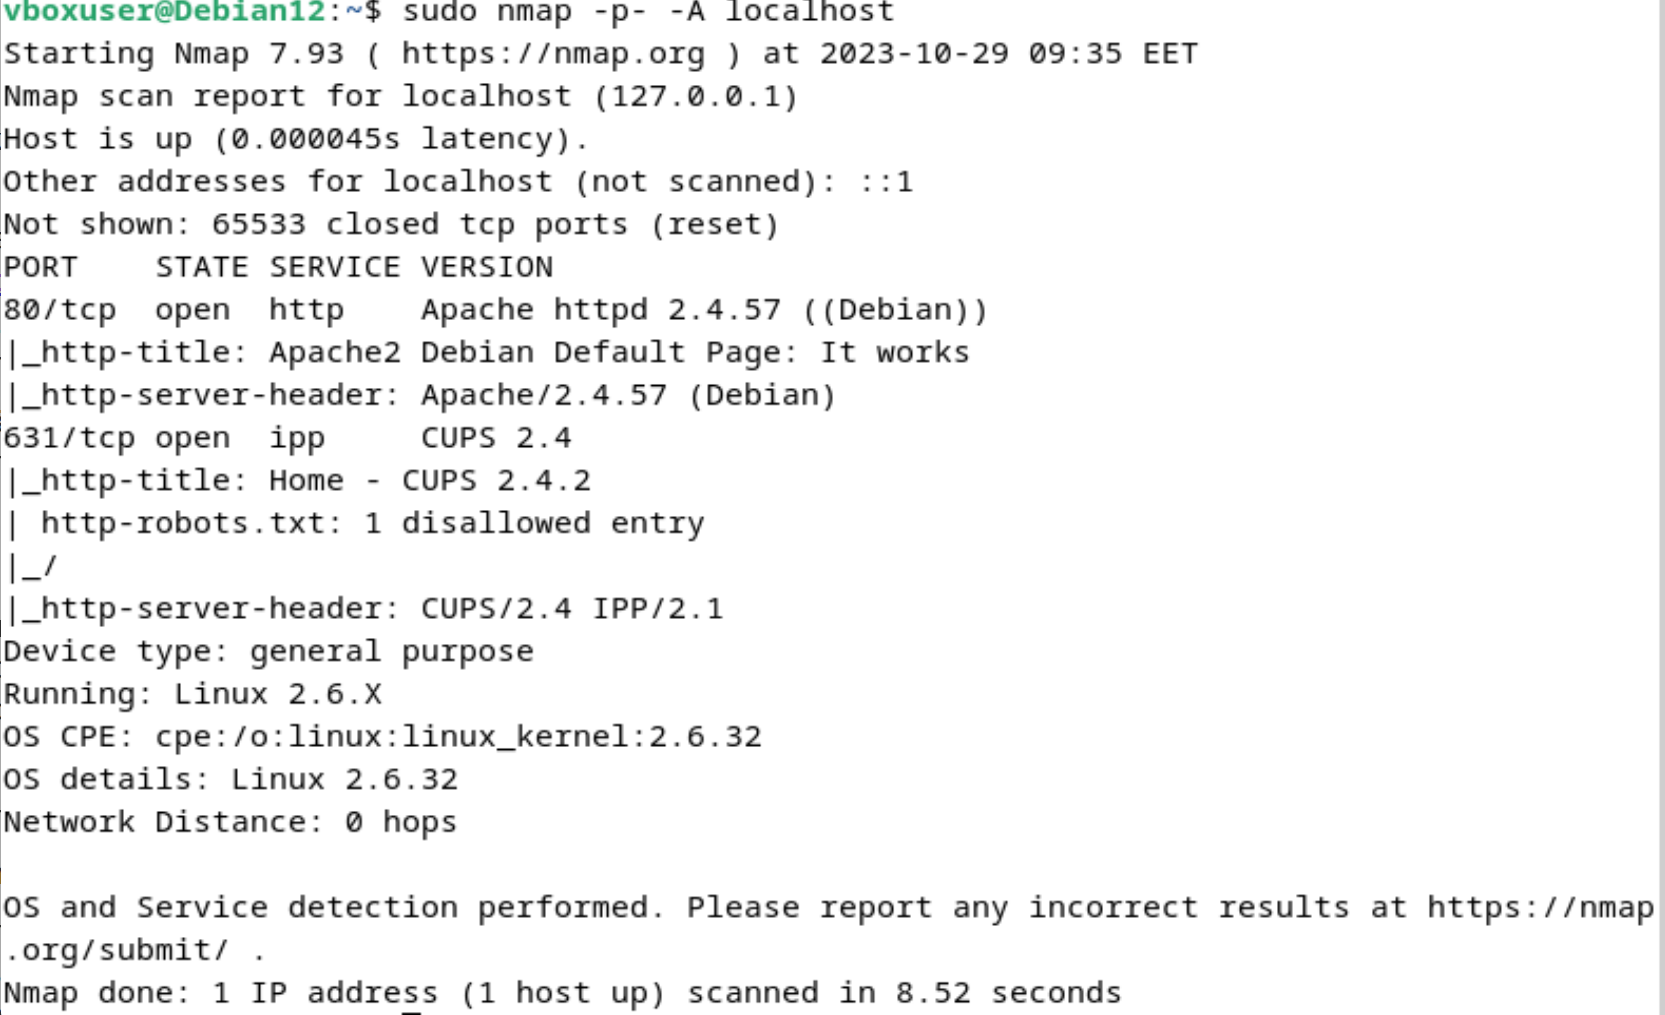 vboxuser@Debian12:~$ sudo nmap -p- -A localhost
Starting Nmap 7.93 ( https://nmap.org ) at 2023-10-29 09:35 EET
Nmap scan report for localhost (127.0.0.1)
Host is up (0.000045s latency).
Other addresses for localhost (not scanned): ::1
Not shown: 65533 closed tcp ports (reset)
PORT    STATE SERVICE VERSION
80/tcp  open  http    Apache httpd 2.4.57 ((Debian))
|_http-title: Apache2 Debian Default Page: It works
|_http-server-header: Apache/2.4.57 (Debian)
631/tcp open  ipp     CUPS 2.4
|_http-title: Home - CUPS 2.4.2
| http-robots.txt: 1 disallowed entry
|_/
|_http-server-header: CUPS/2.4 IPP/2.1
Device type: general purpose
Running: Linux 2.6.X
OS CPE: cpe:/o:linux:linux_kernel:2.6.32
OS details: Linux 2.6.32
Network Distance: 0 hops

OS and Service detection performed. Please report any incorrect results at https://nmap
.org/submit/ .
Nmap done: 1 IP address (1 host up) scanned in 8.52 seconds